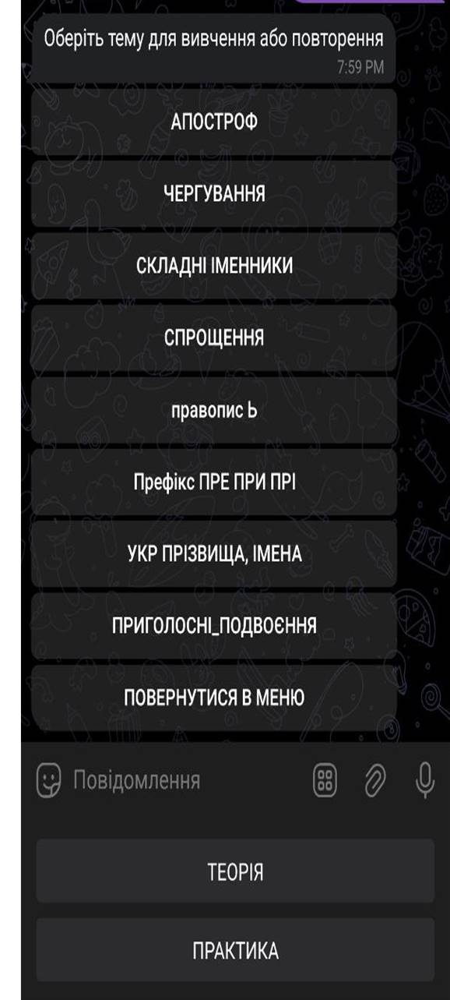 Оберіть тему для вивчення або повторення
7:59 PM
АПОСТРОФ
ЧЕРГУВАННЯ
СКЛАДНІ ІМЕННИКИ
СПРОЩЕННЯ
правопис Ь
Префікс ПРЕ ПРИ ПРІ
УКР ПРІЗВИЩА, ІМЕНА
ПРИГОЛОСНІ_ПОДВОЄННЯ
ПОВЕРНУТИСЯ В МЕНЮ
Повідомлення
ТЕОРІЯ
ПРАКТИКА